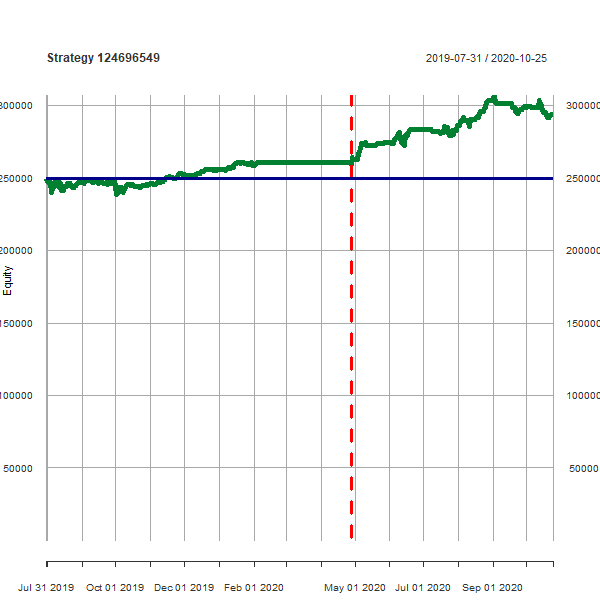 Strategy 124696549
2019-07-31 / 2020-10-25
300000 300000
250000 250000
200000 200000
Equity
150000 150000
100000 100000
50000 50000
Jul 31 2019 Oct 01 2019 Dec 01 2019 Feb 01 2020 May 01 2020 Jul 01 2020 Sep 01 2020